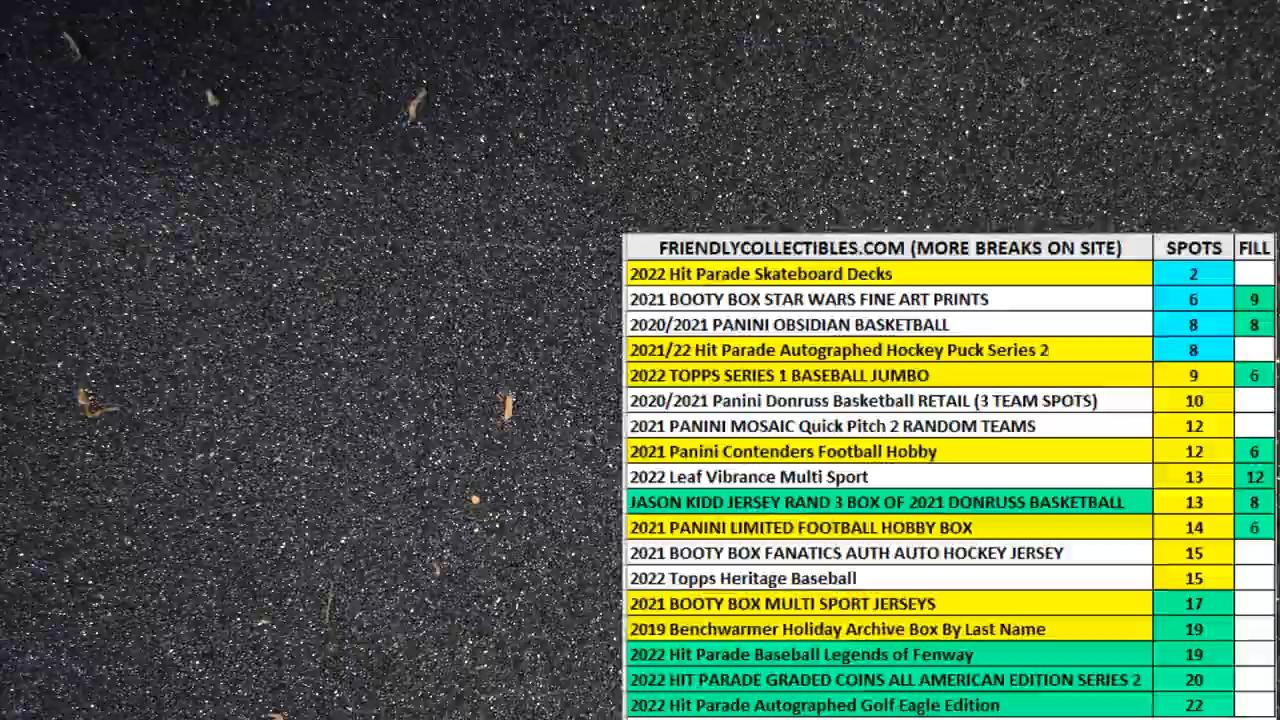 FRIENDLYCOLLECTIBLES.COM (MORE BREAKS ON SITE) SPOTS FILL
2022 Hit Parade Skateboard Decks 2
2021 BOOTY BOX STAR WARS FINE ART PRINTS 6 9
2020/2021 PANINI OBSIDIAN BASKETBALL 8 8
2021/22 Hit Parade Autographed Hockey Puck Series 2 8
2022 TOPPS SERIES 1 BASEBALL JUMBO 9 6
2020/2021 Panini Donruss Basketball RETAIL (3 TEAM SPOTS) 10
2021 PANINI MOSAIC Quick Pitch 2 RANDOM TEAMS 12
2021 Panini Contenders Football Hobby 12 6
2022 Leaf Vibrance Multi Sport 13 12
JASON KIDD JERSEY RAND 3 BOX OF 2021 DONRUSS BASKETBALL 13 8
2021 PANINI LIMITED FOOTBALL HOBBY BOX 14 6
2021 BOOTY BOX FANATICS AUTH AUTO HOCKEY JERSEY 15
2022 Topps Heritage Baseball 15
2021 BOOTY BOX MULTI SPORT JERSEYS 17
2019 Benchwarmer Holiday Archive Box By Last Name 19
2022 Hit Parade Baseball Legends of Fenway 19
2022 HIT PARADE GRADED COINS ALL AMERICAN EDITION SERIES 2 20
2022 Hit Parade Autographed Golf Eagle Edition 22